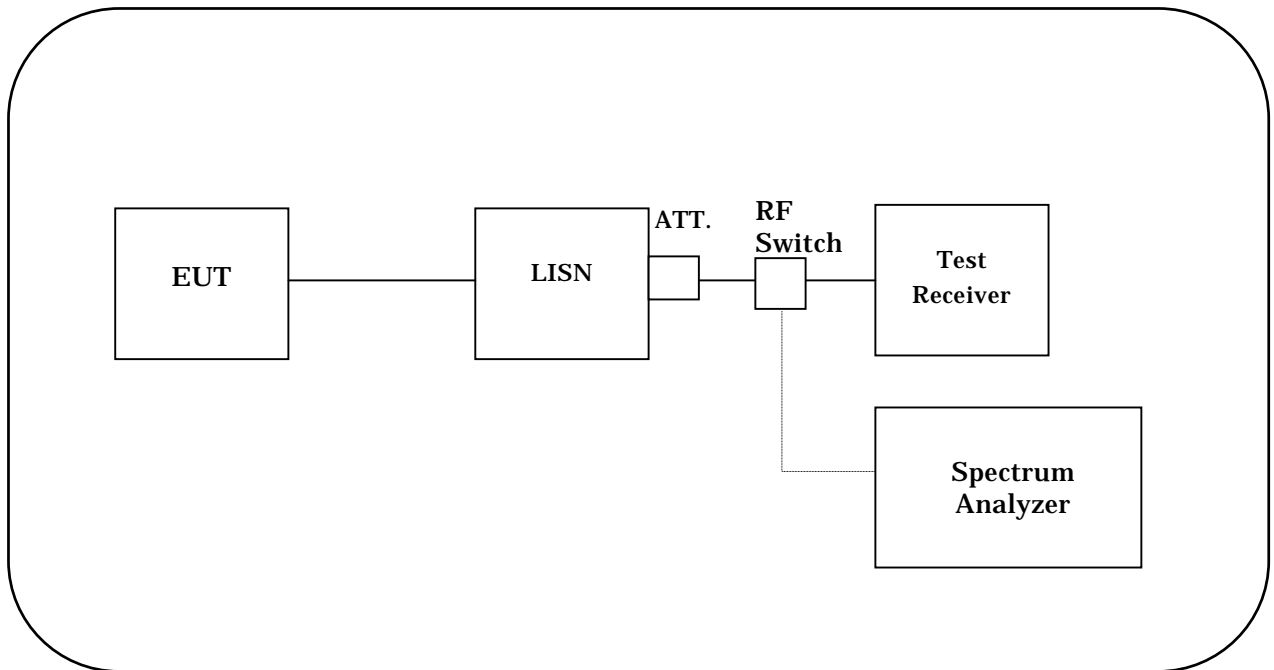 EUT
LISN
ATT.
RF
Switch
Test
Receiver
Spectrum
Analyzer